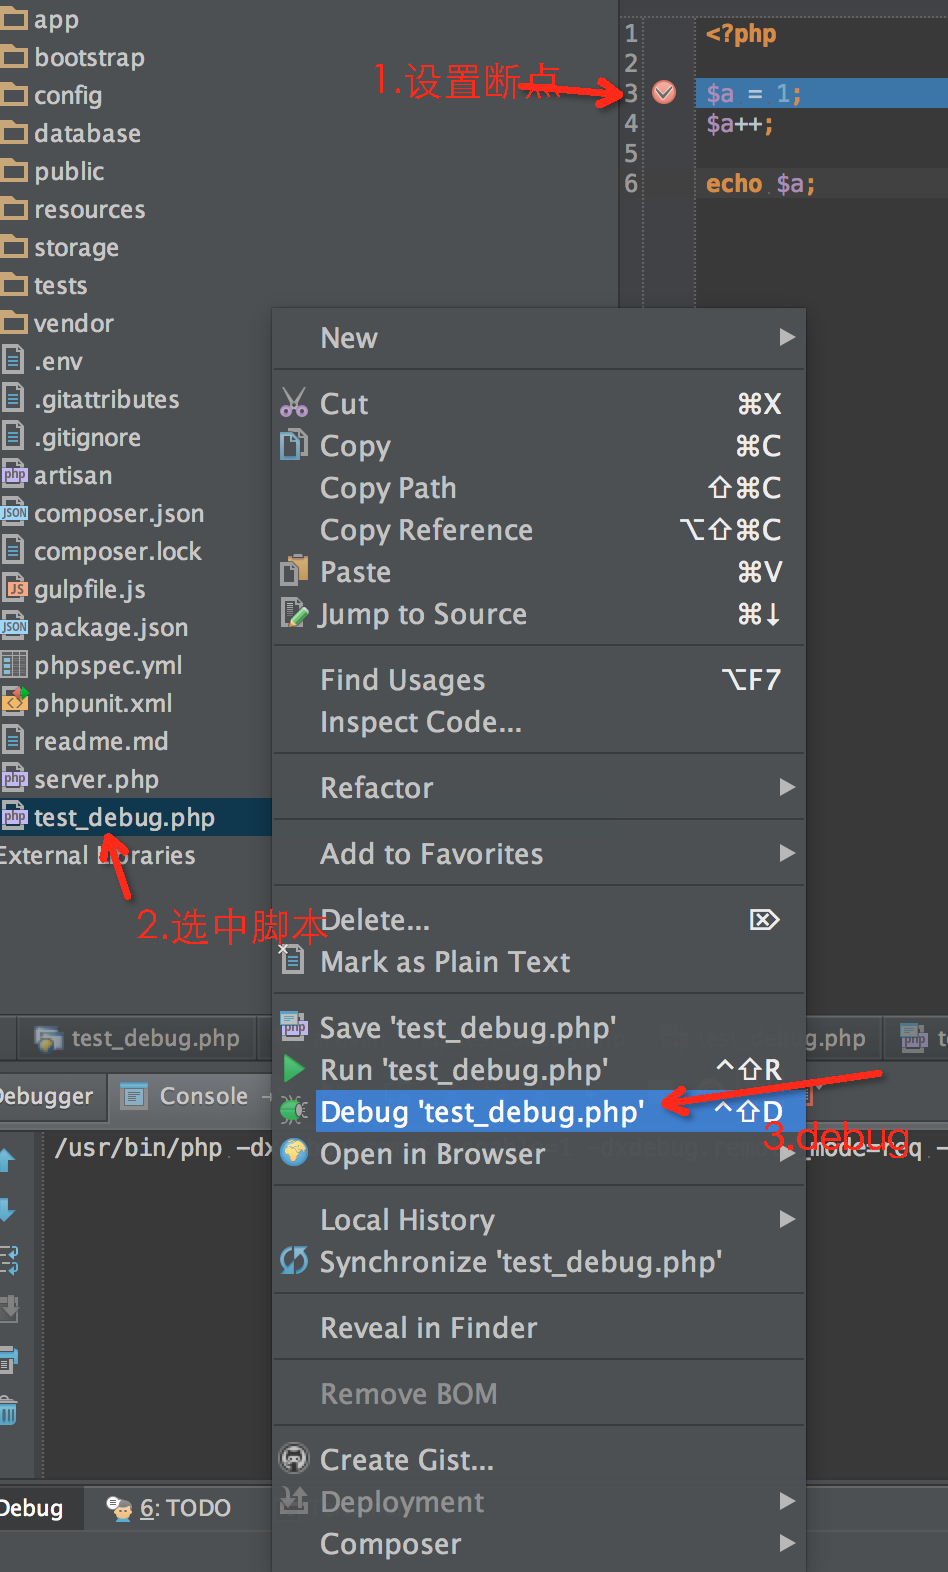 app
bootstrap
config
database
public
resources
storage
tests
vendor
.env
.gitattributes
.gitignore
artisan
composer.json
composer.lock
gulpfile.js
package.json
phpspec.yml
phpunit.xml
readme.md
server.php
test_debug.php
External Libraries
1.设置断点
2.选中脚本
1 <?php
2
3 $a = 1;
4 $a++;
5
6 echo $a;
New
Cut ⌘X
Copy ⌘C
Copy Path ⇧⌘C
Copy Reference ⌥⇧⌘C
Paste ⌘V
Jump to Source ⌘↓
Find Usages ⌥F7
Inspect Code...
Refactor
Add to Favorites
Delete... ⌦
Mark as Plain Text
Save 'test_debug.php'
Run 'test_debug.php' ^⇧R
Debug 'test_debug.php' ^⇧D
3.debug
Open in Browser
Local History
Synchronize 'test_debug.php'
Reveal in Finder
Remove BOM
Create Gist...
Deployment
Composer
test_debug.php
g.php
Debugger Console
/usr/bin/php -dx
_mode=req -
Debug 6: TODO